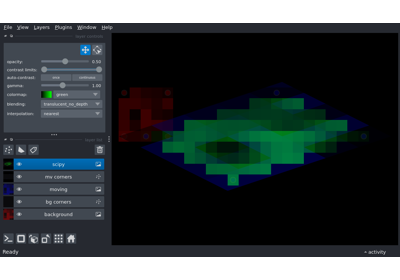 File View Layers Plugins Window Help
opacity: 0.50
contrast limits:
auto-contrast: once continuous
gamma: 1.00
colormap: green
blending: translucent_no_depth
interpolation: nearest
scipy
mv corners
moving
bg corners
background
Ready
activity